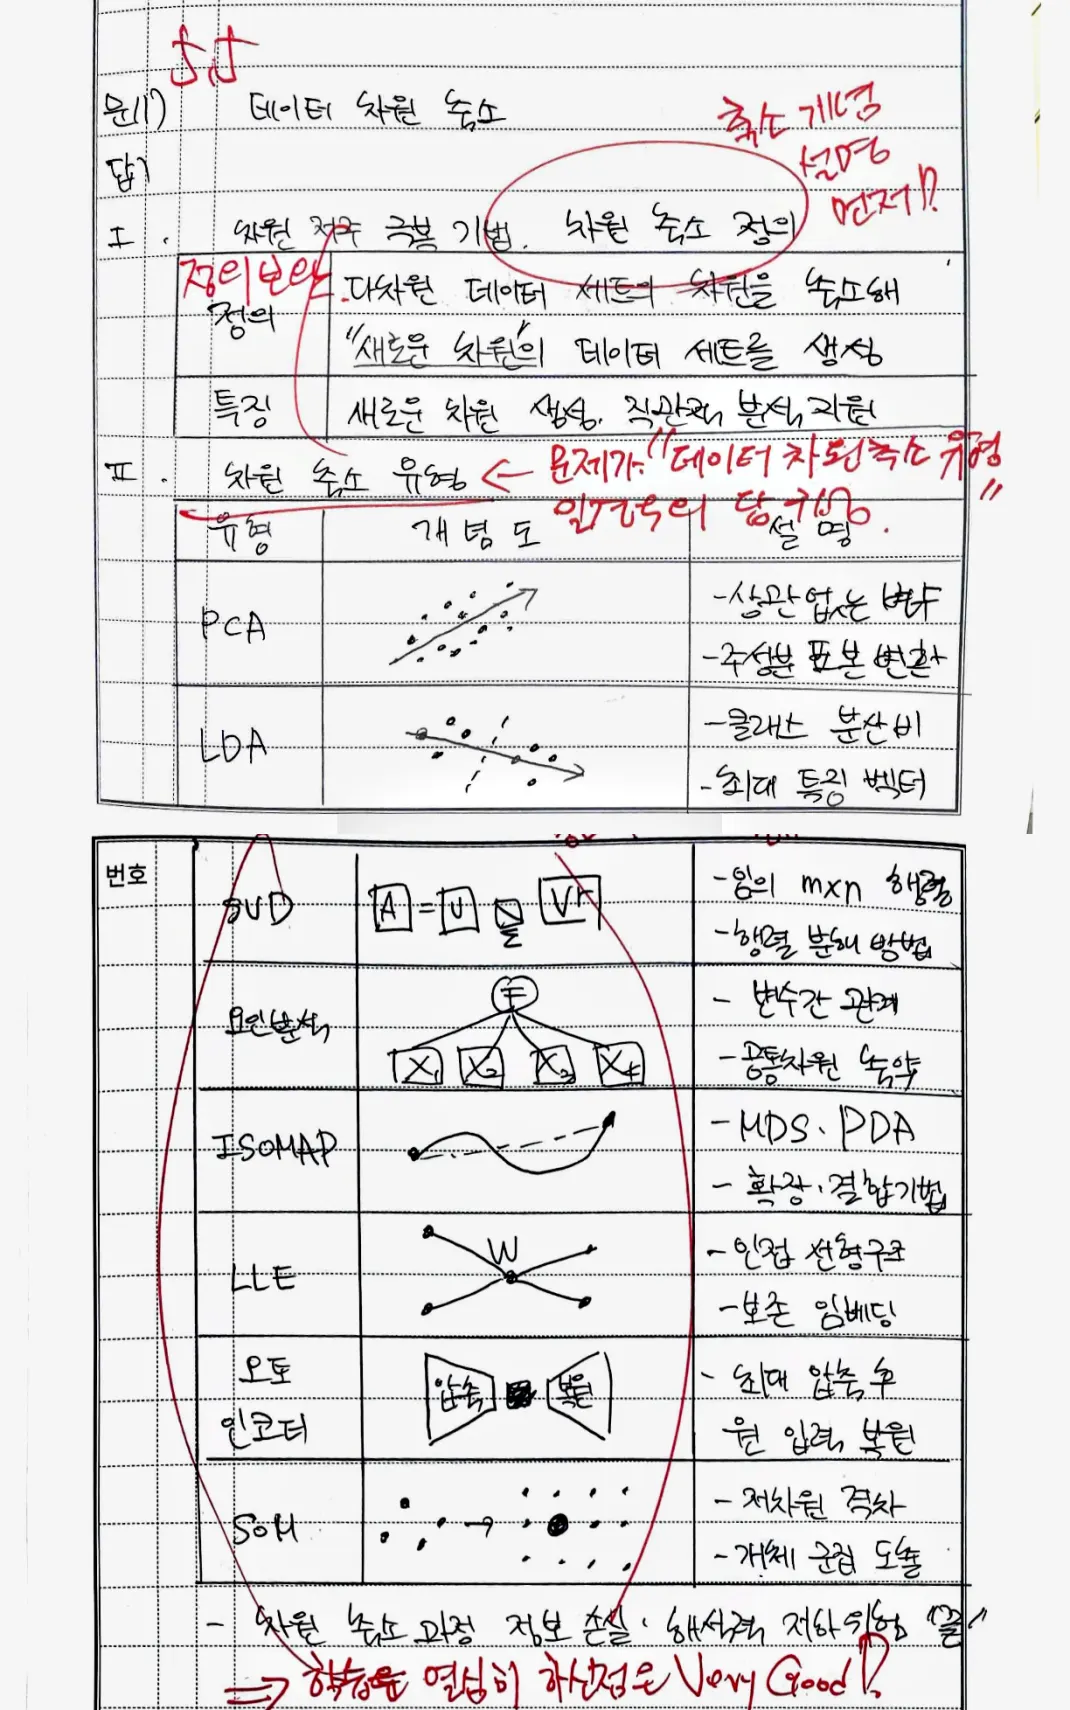 5.5
문1) 데이터 차원 축소
축소 개념
설명
먼저!?
답)
I. 차원 저주 극복 기법. 차원 축소 정의
정의보완
정의
다차원 데이터 세트의 차원을 축소해
"새로운 차원"의 데이터 세트를 생성
특징 새로운 차원 생성. 직관적 분석 지원
II. 차원 축소 유형
← 문제가 "데이터 차원축소 유형"
일경우의 답 처럼.
유형 개념도 설명
PCA
-상관 없는 변수
-주성분 표본 변환
LDA
-클래스 분산비
-최대 특징 벡터
번호
SVD
A = U Σ VT
-임의 mxn 행렬
-행렬 분해 방법
요인분석
F
X1 X2 X3 X4
- 변수간 관계
-공통차원 축약
ISOMAP
- MDS. PDA
- 확장.결합기법
LLE
W
-인접 선형구조
-보존 임베딩
오토
인코더
압축 복원
- 최대 압축 후
원 입력 복원
SOM
- 저차원 격자
-개체 군집 도출
- 차원 축소 과정 정보 손실. 해석력 저하 위험 "끝"
⇒ 학습을 열심히 하신점은 Very Good!?